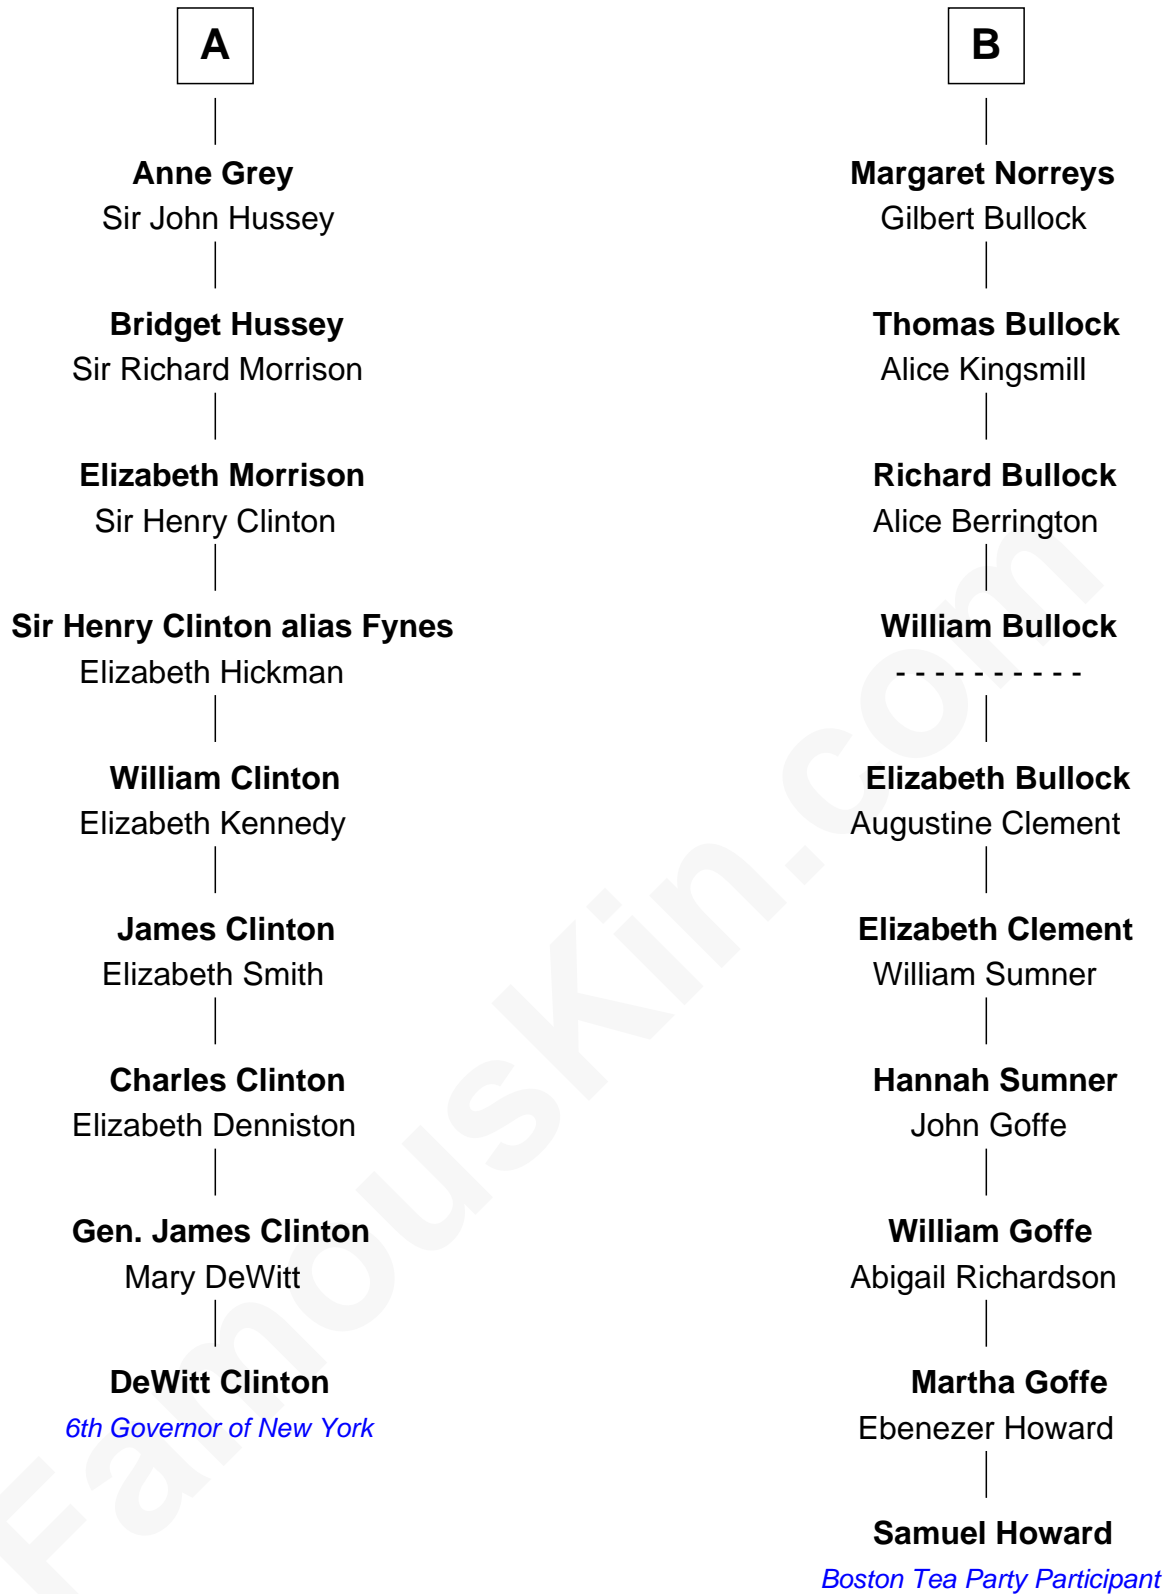 A
Anne Grey
Sir John Hussey
Bridget Hussey
Sir Richard Morrison
Elizabeth Morrison
Sir Henry Clinton
Sir Henry Clinton alias Fynes
Elizabeth Hickman
William Clinton
Elizabeth Kennedy
James Clinton
Elizabeth Smith
Charles Clinton
Elizabeth Denniston
Gen. James Clinton
Mary DeWitt
DeWitt Clinton
6th Governor of New York
B
Margaret Norreys
Gilbert Bullock
Thomas Bullock
Alice Kingsmill
Richard Bullock
Alice Berrington
William Bullock
- - - - - - - - - -
Elizabeth Bullock
Augustine Clement
Elizabeth Clement
William Sumner
Hannah Sumner
John Goffe
William Goffe
Abigail Richardson
Martha Goffe
Ebenezer Howard
Samuel Howard
Boston Tea Party Participant
FamousKin.com